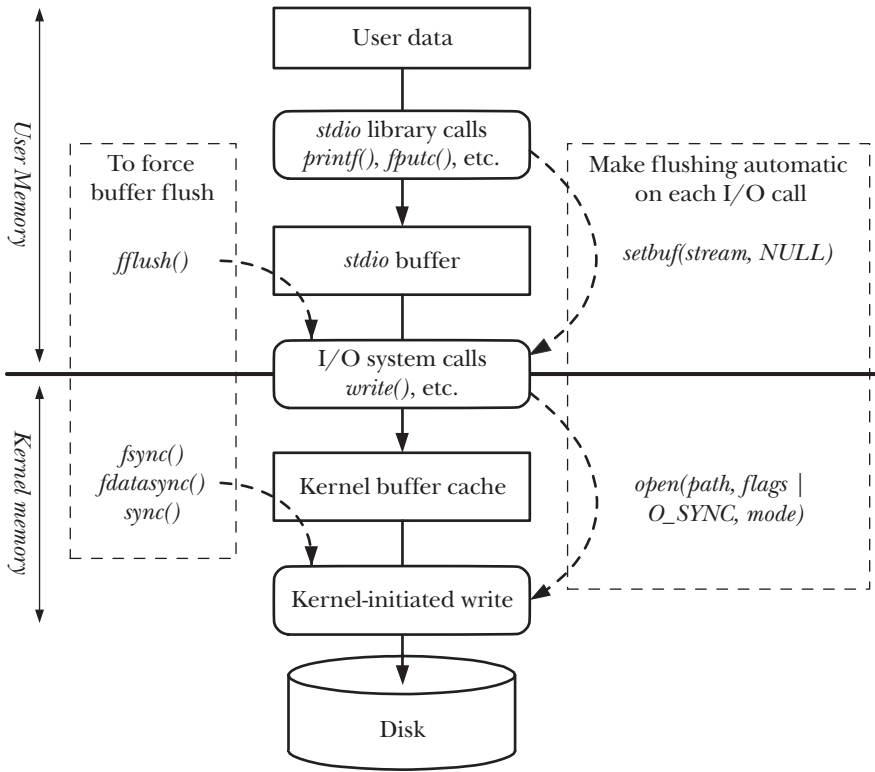 User data
User Memory
stdio library calls
printf(), fputc(), etc.
To force
buffer flush
Make flushing automatic
on each I/O call
fflush()
stdio buffer
setbuf(stream, NULL)
I/O system calls
write(), etc.
Kernel memory
fsync()
fdatasync()
sync()
Kernel buffer cache
open(path, flags |
O_SYNC, mode)
Kernel-initiated write
Disk